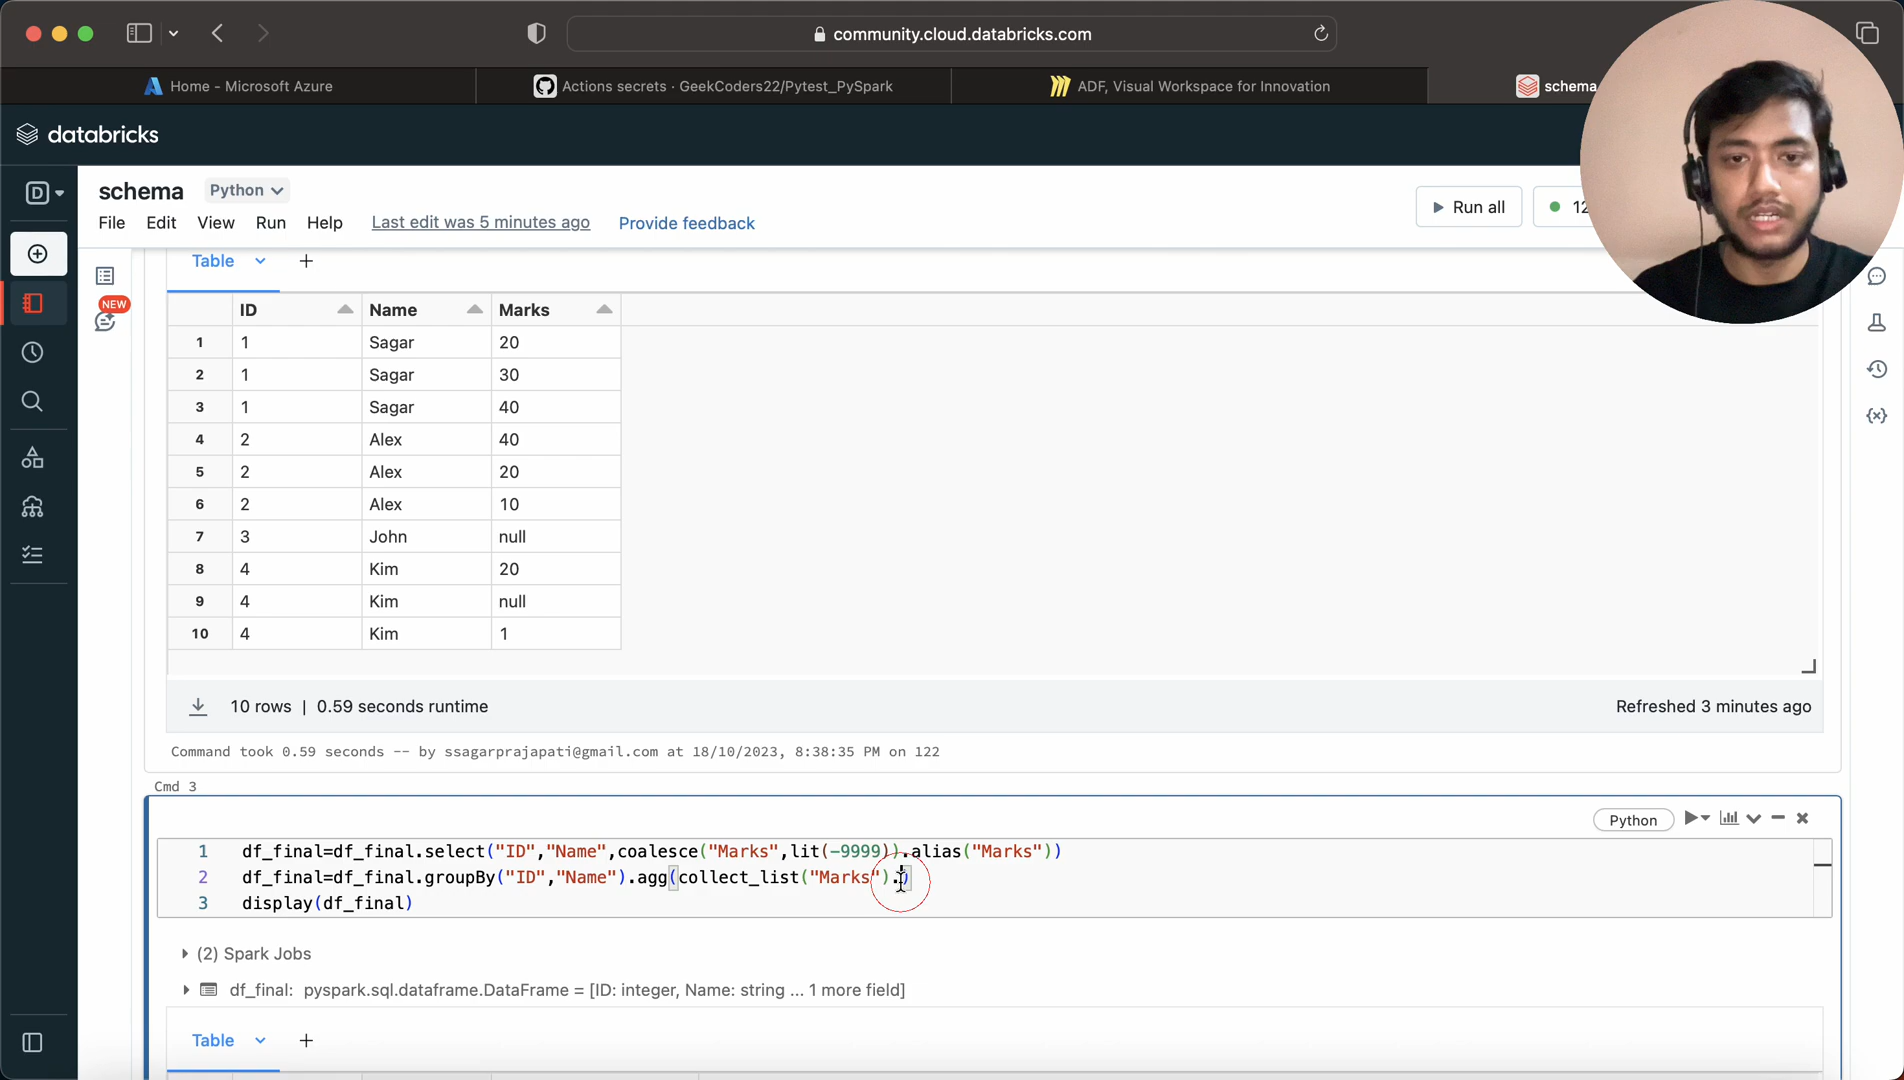 community.cloud.databricks.com
Home - Microsoft Azure
Actions secrets · GeekCoders22/Pytest_PySpark
ADF, Visual Workspace for Innovation
schema
databricks
D
schema
Python
File Edit View Run Help Last edit was 5 minutes ago Provide feedback
Run all
12
NEW
Table +
ID Name Marks
1 1 Sagar 20
2 1 Sagar 30
3 1 Sagar 40
4 2 Alex 40
5 2 Alex 20
6 2 Alex 10
7 3 John null
8 4 Kim 20
9 4 Kim null
10 4 Kim 1
10 rows | 0.59 seconds runtime
Refreshed 3 minutes ago
Command took 0.59 seconds -- by ssagarprajapati@gmail.com at 18/10/2023, 8:38:35 PM on 122
Cmd 3
Python
1 df_final=df_final.select("ID","Name",coalesce("Marks",lit(-9999)).alias("Marks"))
2 df_final=df_final.groupBy("ID","Name").agg(collect_list("Marks").)
3 display(df_final)
(2) Spark Jobs
df_final: pyspark.sql.dataframe.DataFrame = [ID: integer, Name: string ... 1 more field]
Table +